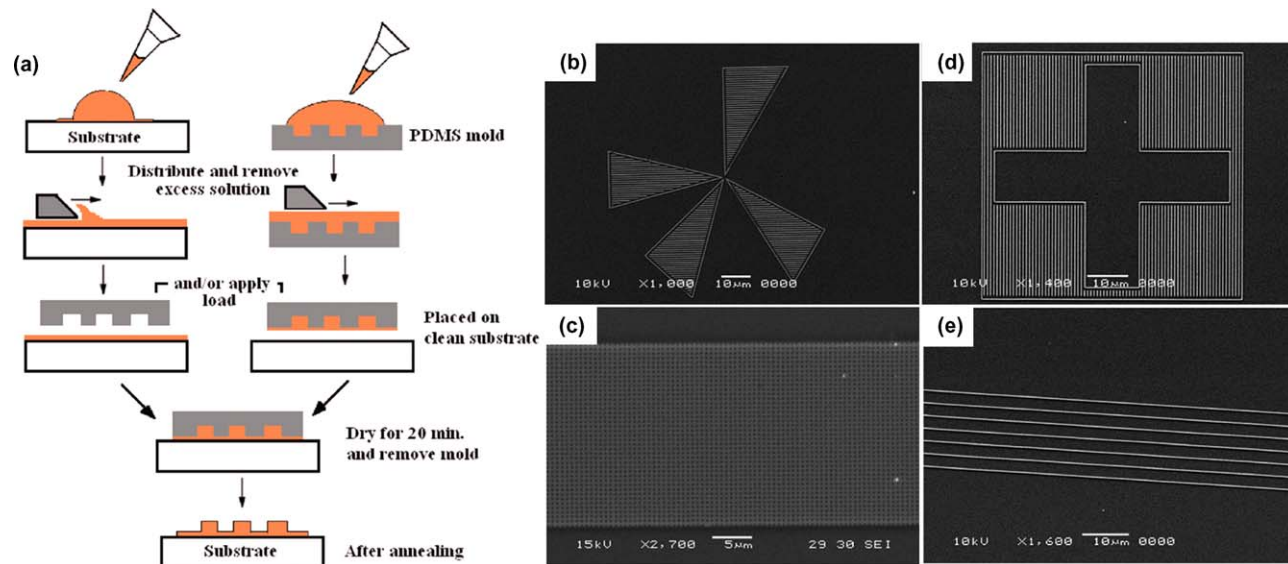 (a)
Substrate
PDMS mold
Distribute and remove
excess solution
and/or apply
load
Placed on
clean substrate
Dry for 20 min.
and remove mold
Substrate
After annealing
(b)
10kV X1,000 10μm 0000
(d)
10kV X1,400 10μm 0000
(c)
15kV X2,700 5μm 29 30 SEI
(e)
10kV X1,600 10μm 0000